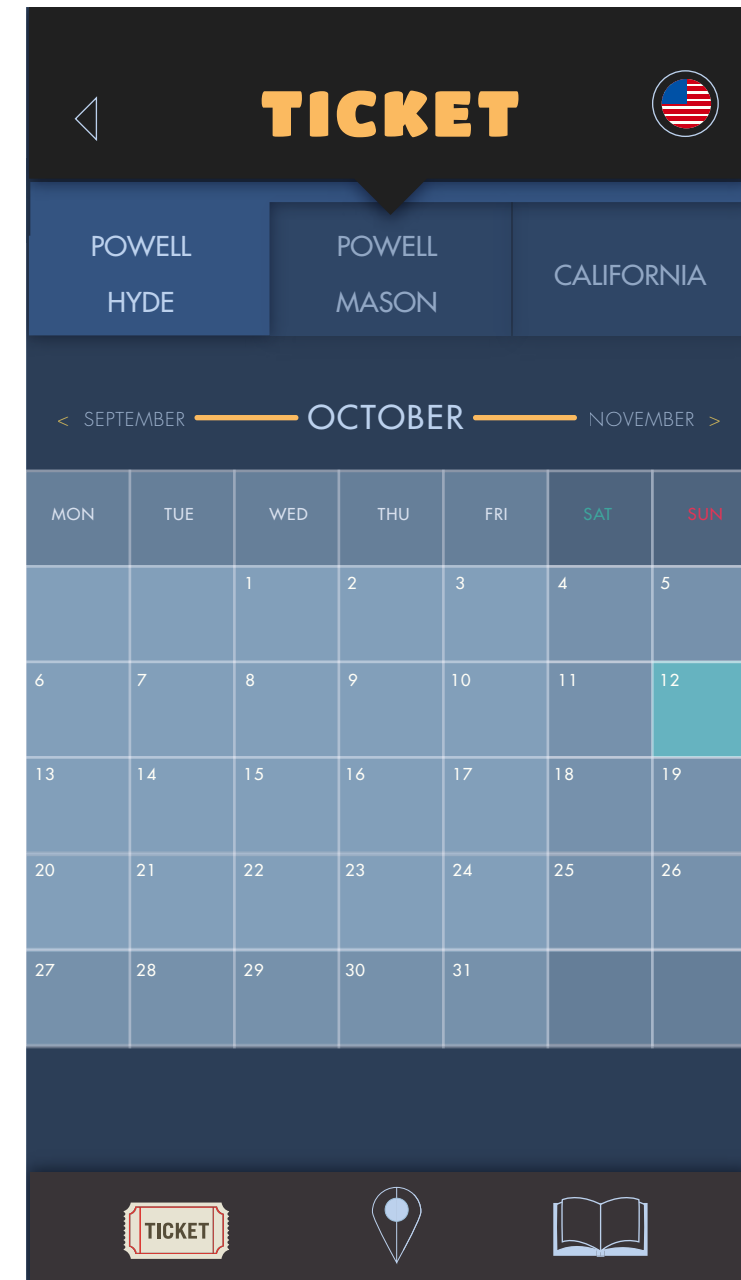 TICKET
POWELL
HYDE
POWELL
MASON
CALIFORNIA
< SEPTEMBER OCTOBER NOVEMBER >
MON TUE WED THU FRI SAT SUN
1 2 3 4 5
6 7 8 9 10 11 12
13 14 15 16 17 18 19
20 21 22 23 24 25 26
27 28 29 30 31
TICKET